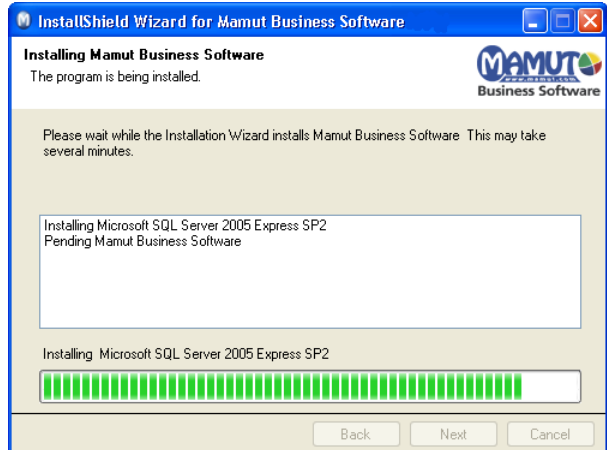 InstallShield Wizard for Mamut Business Software
Installing Mamut Business Software
The program is being installed.
MAMUT
www.mamut.com
Business Software
Please wait while the Installation Wizard installs Mamut Business Software  This may take
several minutes.
Installing Microsoft SQL Server 2005 Express SP2
Pending Mamut Business Software
Installing  Microsoft SQL Server 2005 Express SP2
Back
Next
Cancel